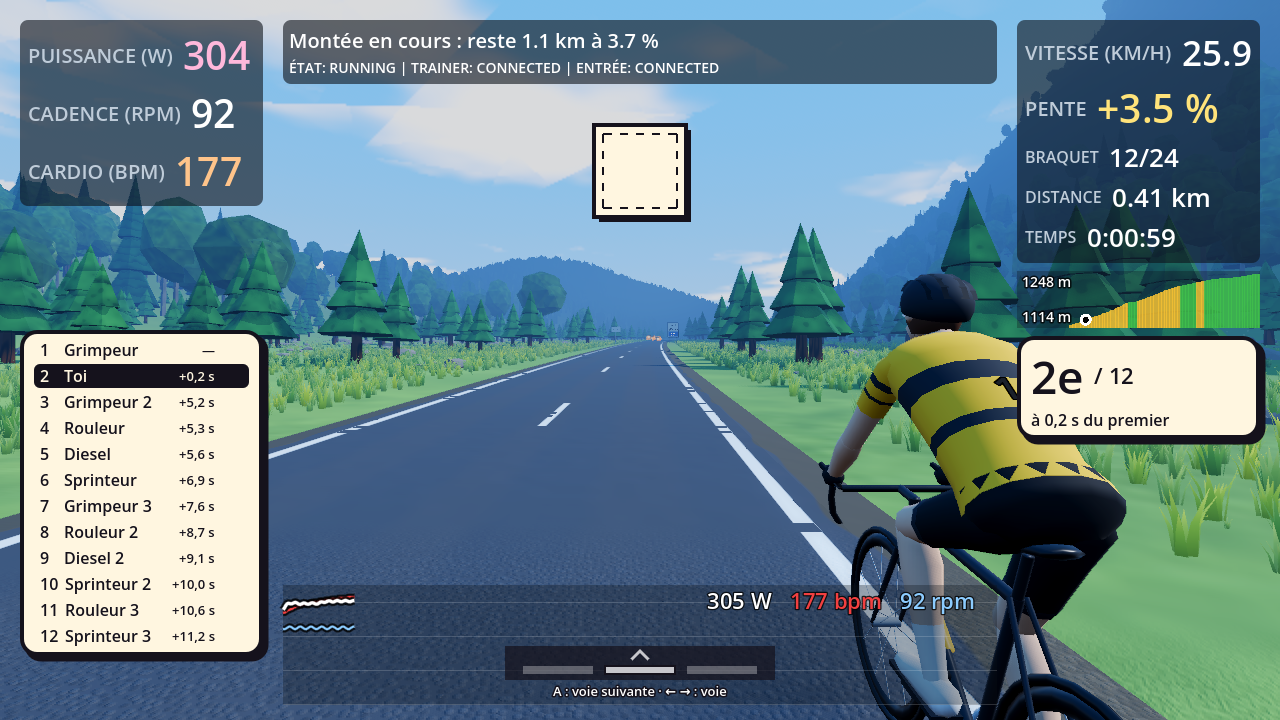 PUISSANCE (W) 304
CADENCE (RPM) 92
CARDIO (BPM) 177
Montée en cours : reste 1.1 km à 3.7 %
ÉTAT: RUNNING | TRAINER: CONNECTED | ENTRÉE: CONNECTED
VITESSE (KM/H) 25.9
PENTE +3.5 %
BRAQUET 12/24
DISTANCE 0.41 km
TEMPS 0:00:59
1248 m
1114 m
2e / 12
à 0,2 s du premier
1 Grimpeur —
2 Toi +0,2 s
3 Grimpeur 2 +5,2 s
4 Rouleur +5,3 s
5 Diesel +5,6 s
6 Sprinteur +6,9 s
7 Grimpeur 3 +7,6 s
8 Rouleur 2 +8,7 s
9 Diesel 2 +9,1 s
10 Sprinteur 2 +10,0 s
11 Rouleur 3 +10,6 s
12 Sprinteur 3 +11,2 s
305 W 177 bpm 92 rpm
A : voie suivante · ← → : voie